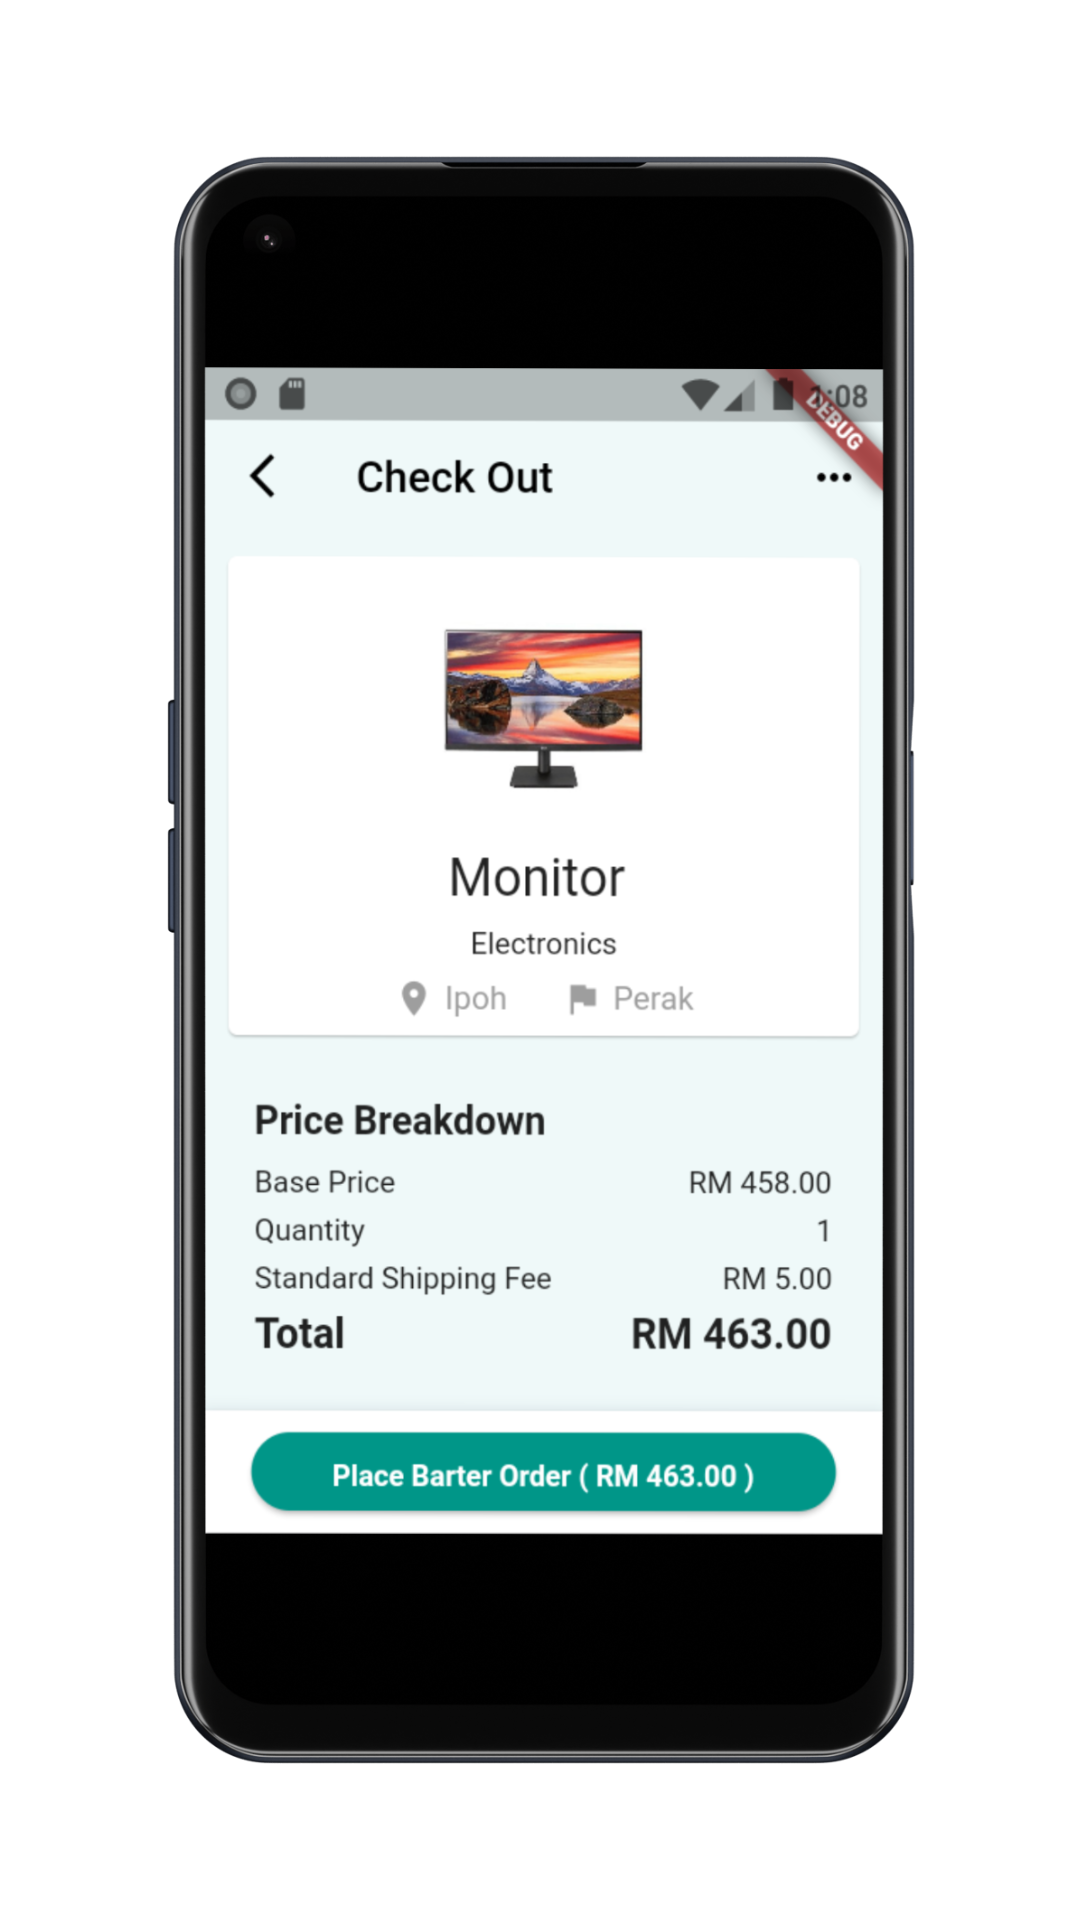 1:08
DEBUG
Check Out
Monitor
Electronics
Ipoh Perak
Price Breakdown
Base Price RM 458.00
Quantity 1
Standard Shipping Fee RM 5.00
Total RM 463.00
Place Barter Order ( RM 463.00 )